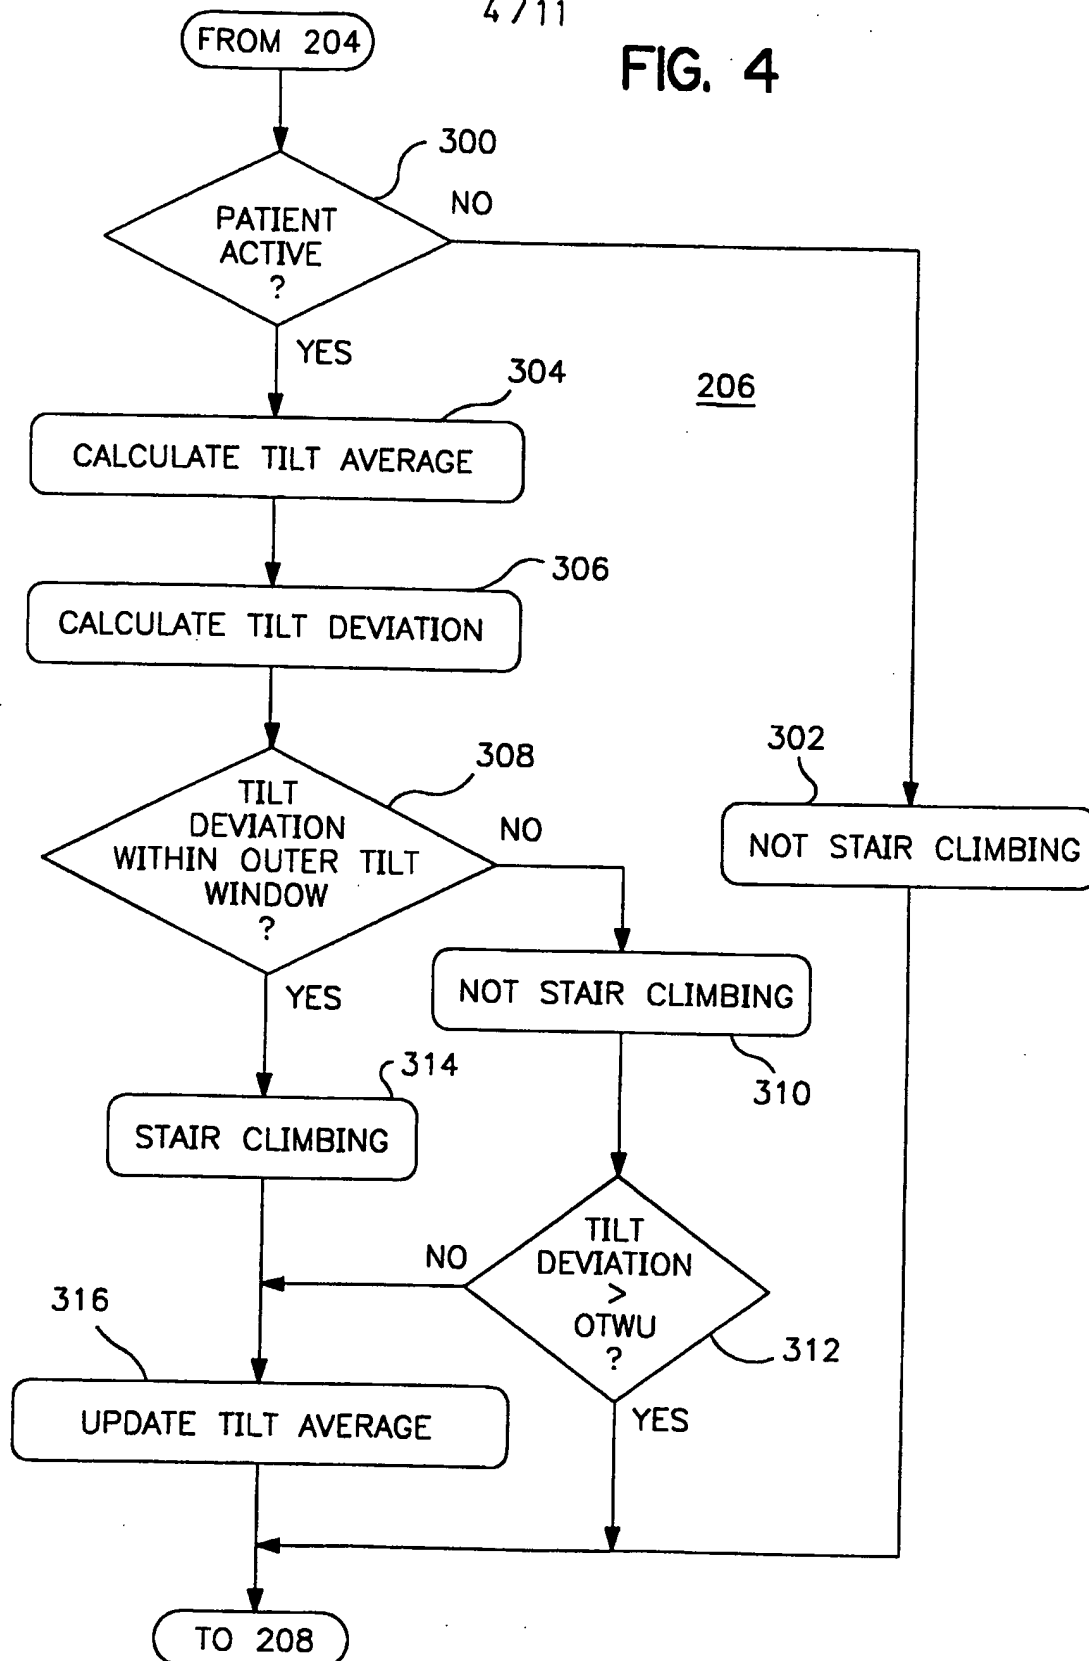 4/11
FROM 204
FIG. 4
300
NO
PATIENT
ACTIVE
?
YES
304
206
CALCULATE TILT AVERAGE
306
CALCULATE TILT DEVIATION
308
302
TILT
DEVIATION
WITHIN OUTER TILT
WINDOW
?
NO
NOT STAIR CLIMBING
YES
NOT STAIR CLIMBING
310
314
STAIR CLIMBING
TILT
DEVIATION
>
OTWU
?
NO
312
316
YES
UPDATE TILT AVERAGE
TO 208